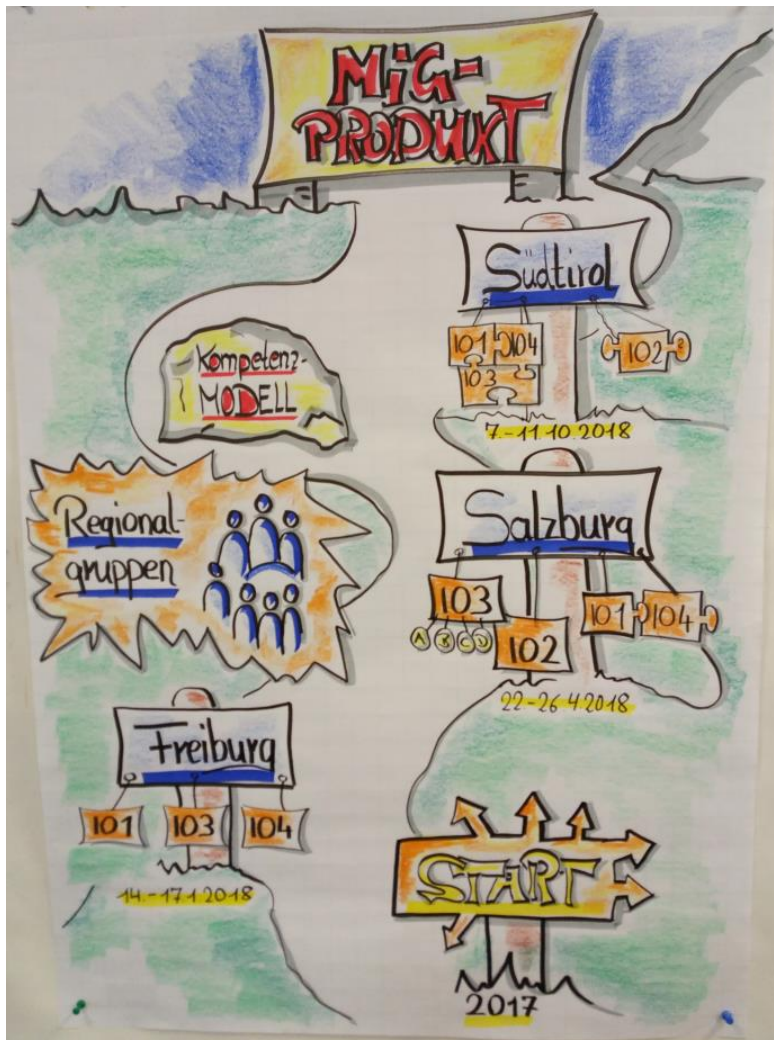 MiG-
PRODUKT
Südtirol
101 104
103
102
7.-11.10.2018
Kompetenz-
MODELL
Regional-
gruppen
Salzburg
103
A B C D
102
101 104
22-26 4 2018
Freiburg
101 103 104
14.-17.1 2018
START
2017